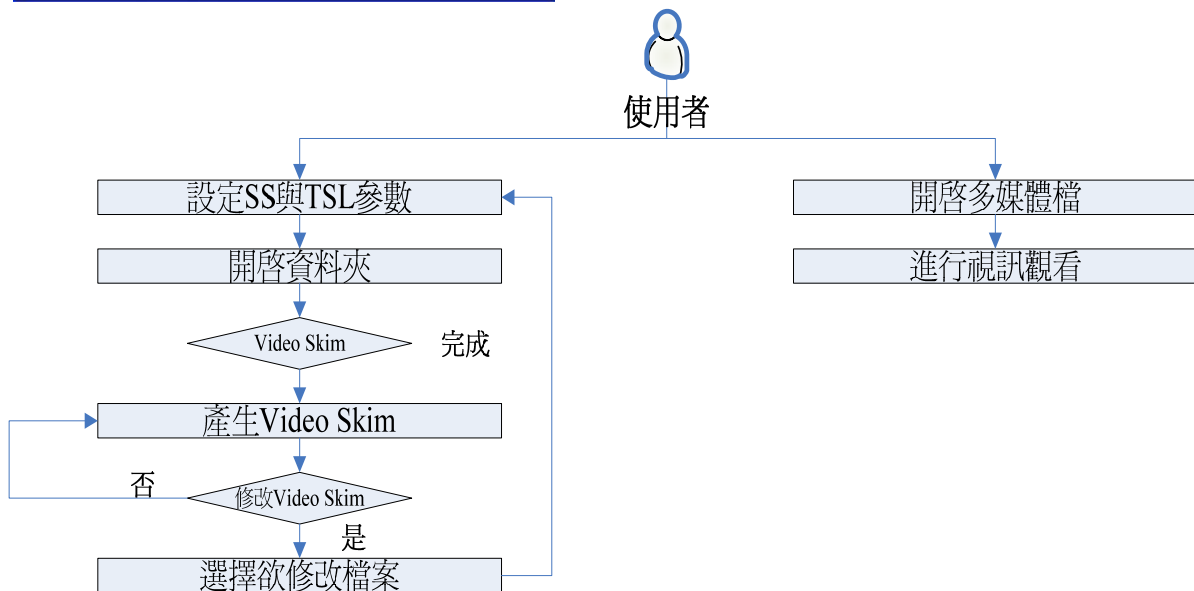 使用者
設定SS與TSL參數
開啓多媒體檔
開啓資料夾
進行視訊觀看
Video Skim
完成
產生Video Skim
否
修改Video Skim
是
選擇欲修改檔案